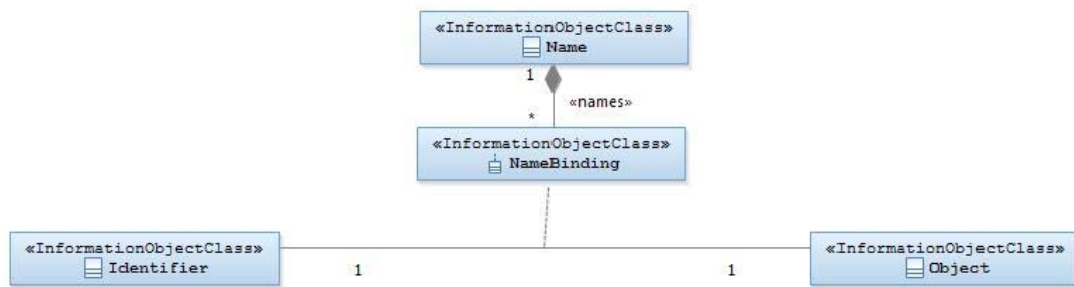 «InformationObjectClass»
Name
1
«names»
*
«InformationObjectClass»
NameBinding
«InformationObjectClass»
Identifier
1
1
«InformationObjectClass»
Object